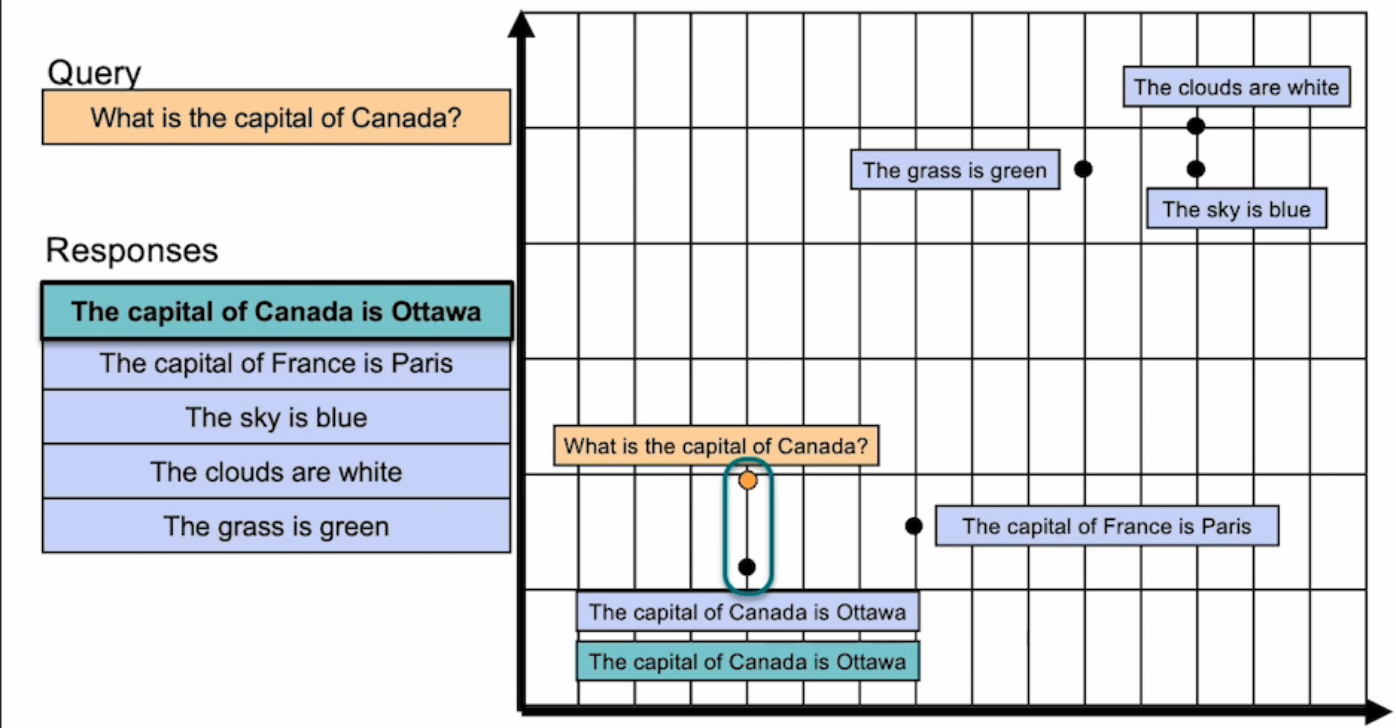 Query
What is the capital of Canada?
Responses
The capital of Canada is Ottawa
The capital of France is Paris
The sky is blue
The clouds are white
The grass is green
The clouds are white
The grass is green
The sky is blue
What is the capital of Canada?
The capital of France is Paris
The capital of Canada is Ottawa
The capital of Canada is Ottawa